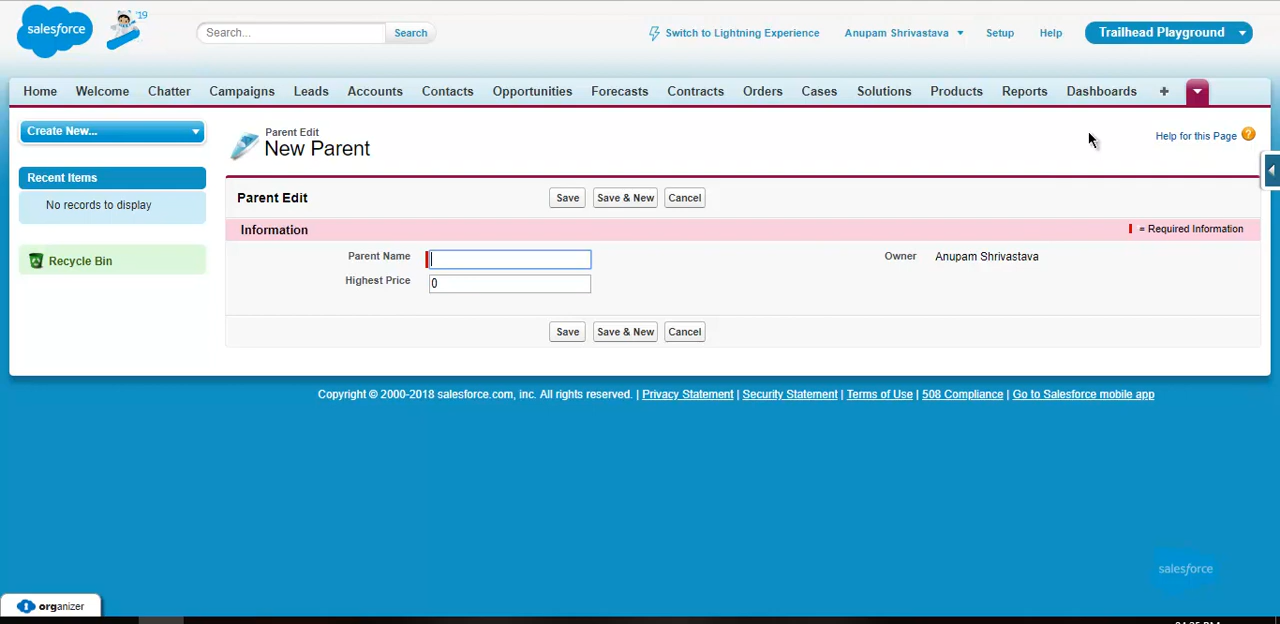 salesforce
'19
Search...
Search
Switch to Lightning Experience
Anupam Shrivastava
Setup
Help
Trailhead Playground
Home Welcome Chatter Campaigns Leads Accounts Contacts Opportunities Forecasts Contracts Orders Cases Solutions Products Reports Dashboards +
Create New...
Recent Items
No records to display
Recycle Bin
Parent Edit
New Parent
Help for this Page ?
Parent Edit
Save
Save & New
Cancel
Information
= Required Information
Parent Name
Owner Anupam Shrivastava
Highest Price 0
Save
Save & New
Cancel
Copyright © 2000-2018 salesforce.com, inc. All rights reserved. | Privacy Statement | Security Statement | Terms of Use | 508 Compliance | Go to Salesforce mobile app
salesforce
organizer